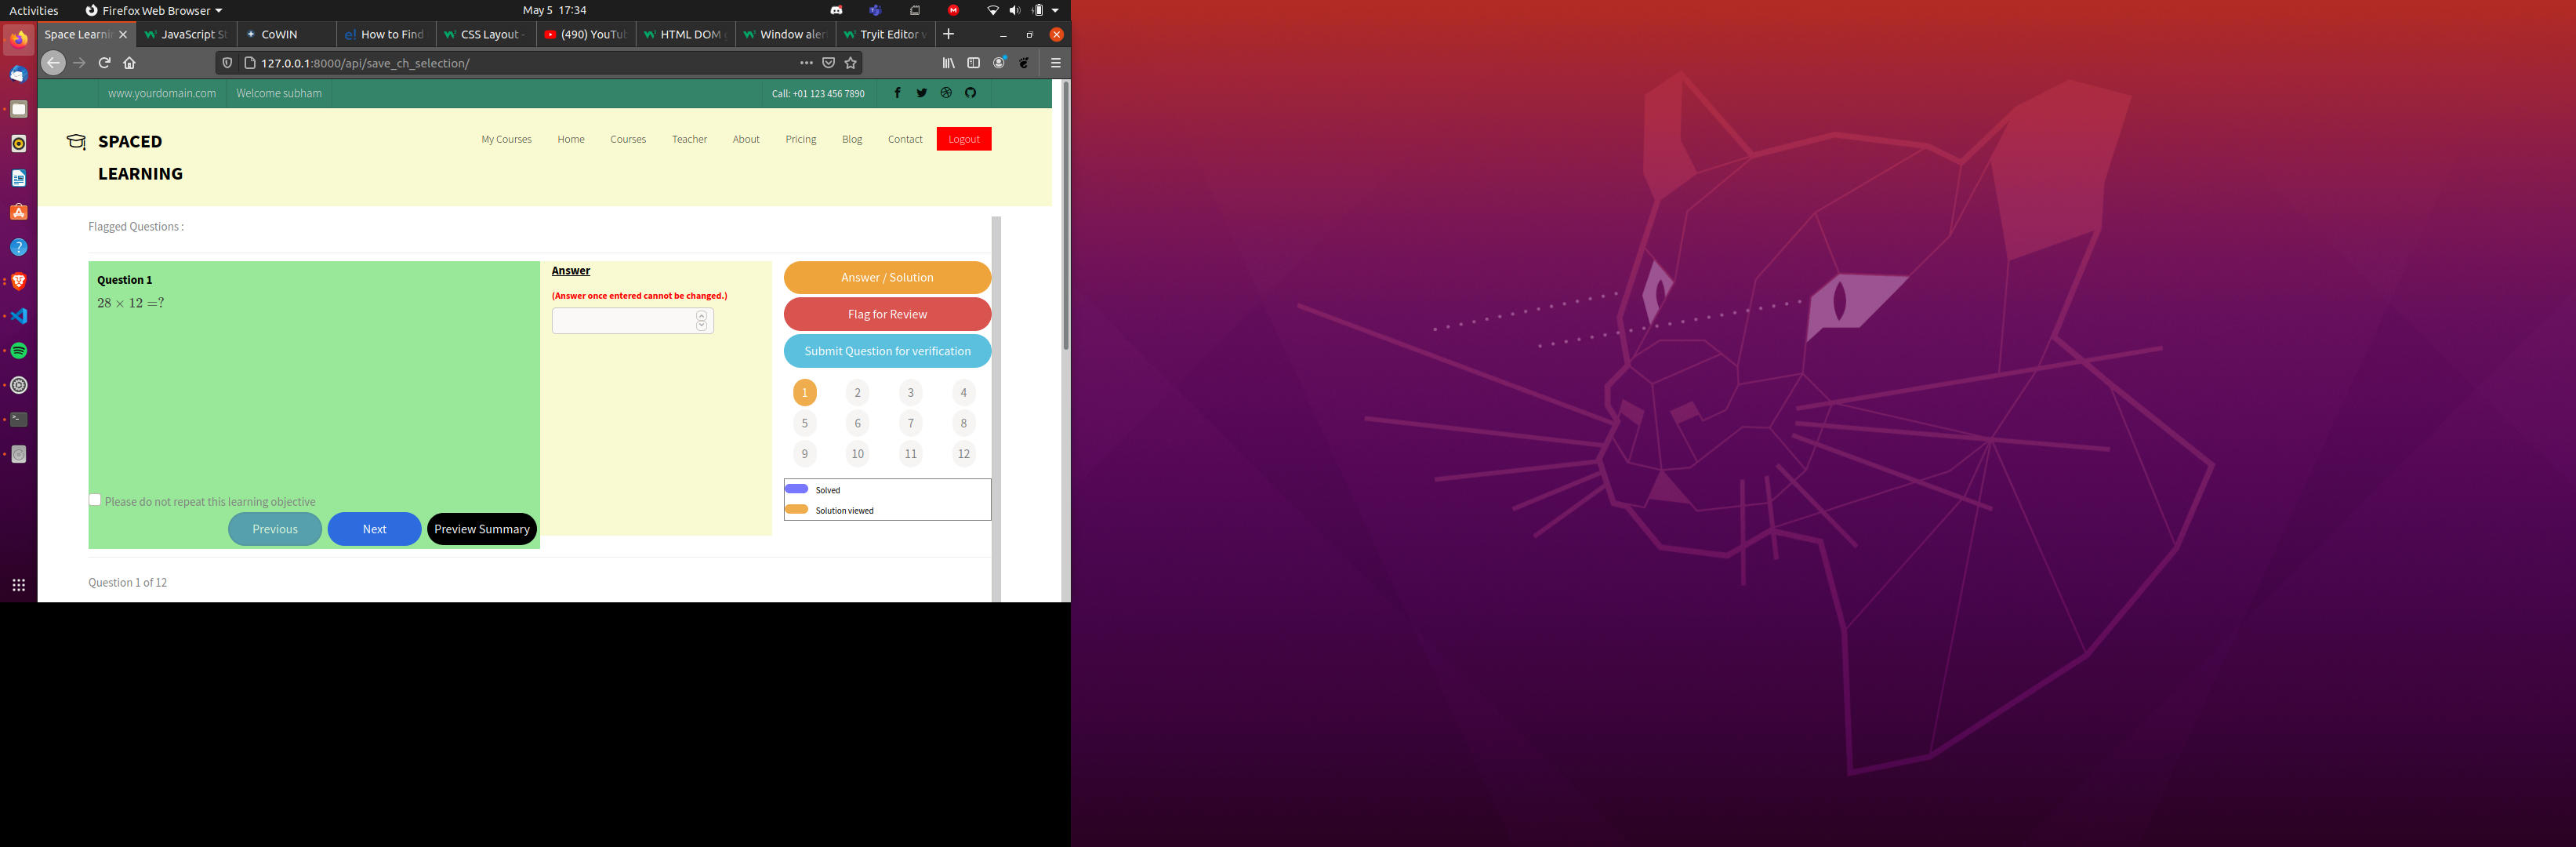 Activities
Firefox Web Browser
May 5 17:34
Space Learnin
JavaScript St
CoWIN
How to Find
CSS Layout -
(490) YouTub
HTML DOM
Window aler
Tryit Editor v
127.0.0.1:8000/api/save_ch_selection/
www.yourdomain.com
Welcome subham
Call: +01 123 456 7890
SPACED
LEARNING
My Courses
Home
Courses
Teacher
About
Pricing
Blog
Contact
Logout
Flagged Questions :
Question 1
28 × 12 =?
Please do not repeat this learning objective
Previous
Next
Preview Summary
Answer
(Answer once entered cannot be changed.)
Answer / Solution
Flag for Review
Submit Question for verification
1 2 3 4
5 6 7 8
9 10 11 12
Solved
Solution viewed
Question 1 of 12